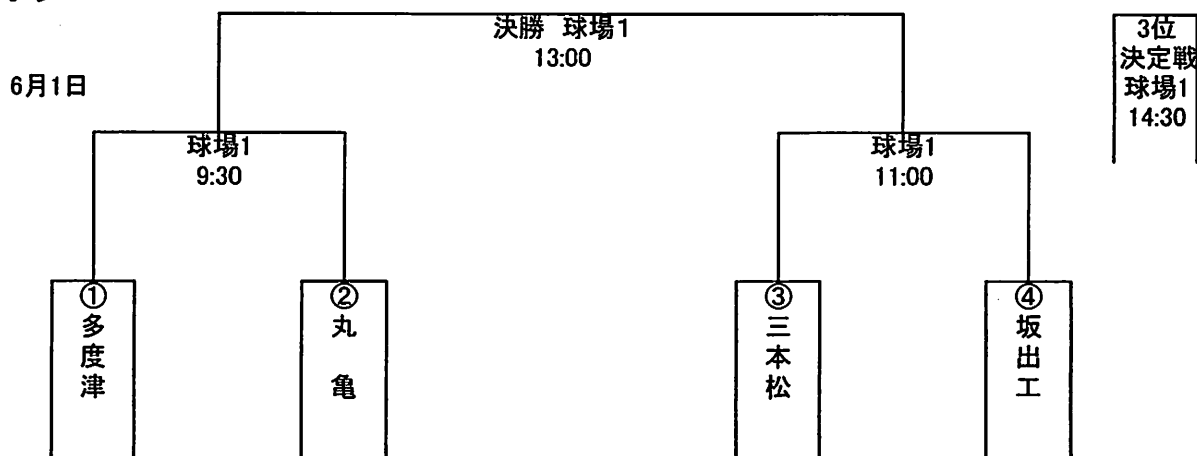 決勝 球場1
13:00
3位
決定戦
球場1
14:30
6月1日
球場1
9:30
球場1
11:00
①多度津
②丸 亀
③三本松
④坂出工